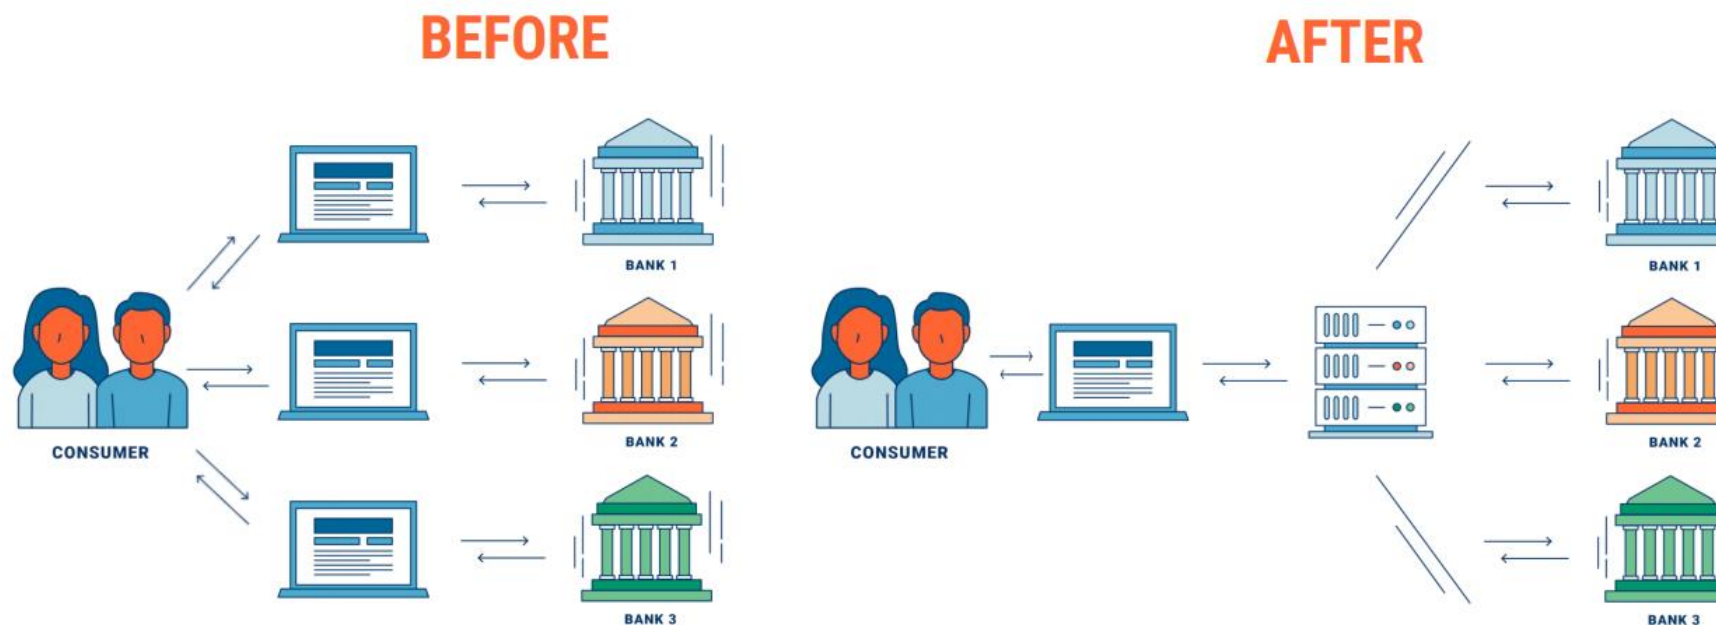 BEFORE
AFTER
BANK 1
BANK 2
CONSUMER
BANK 3
BANK 1
BANK 2
CONSUMER
BANK 3